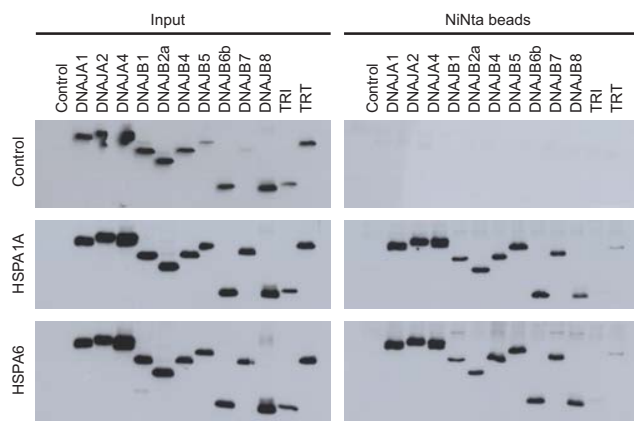 Input
NiNta beads
Control
DNAJA1
DNAJA2
DNAJA4
DNAJB1
DNAJB2a
DNAJB4
DNAJB5
DNAJB6b
DNAJB7
DNAJB8
TRI
TRT
Control
DNAJA1
DNAJA2
DNAJA4
DNAJB1
DNAJB2a
DNAJB4
DNAJB5
DNAJB6b
DNAJB7
DNAJB8
TRI
TRT
Control
HSPA1A
HSPA6